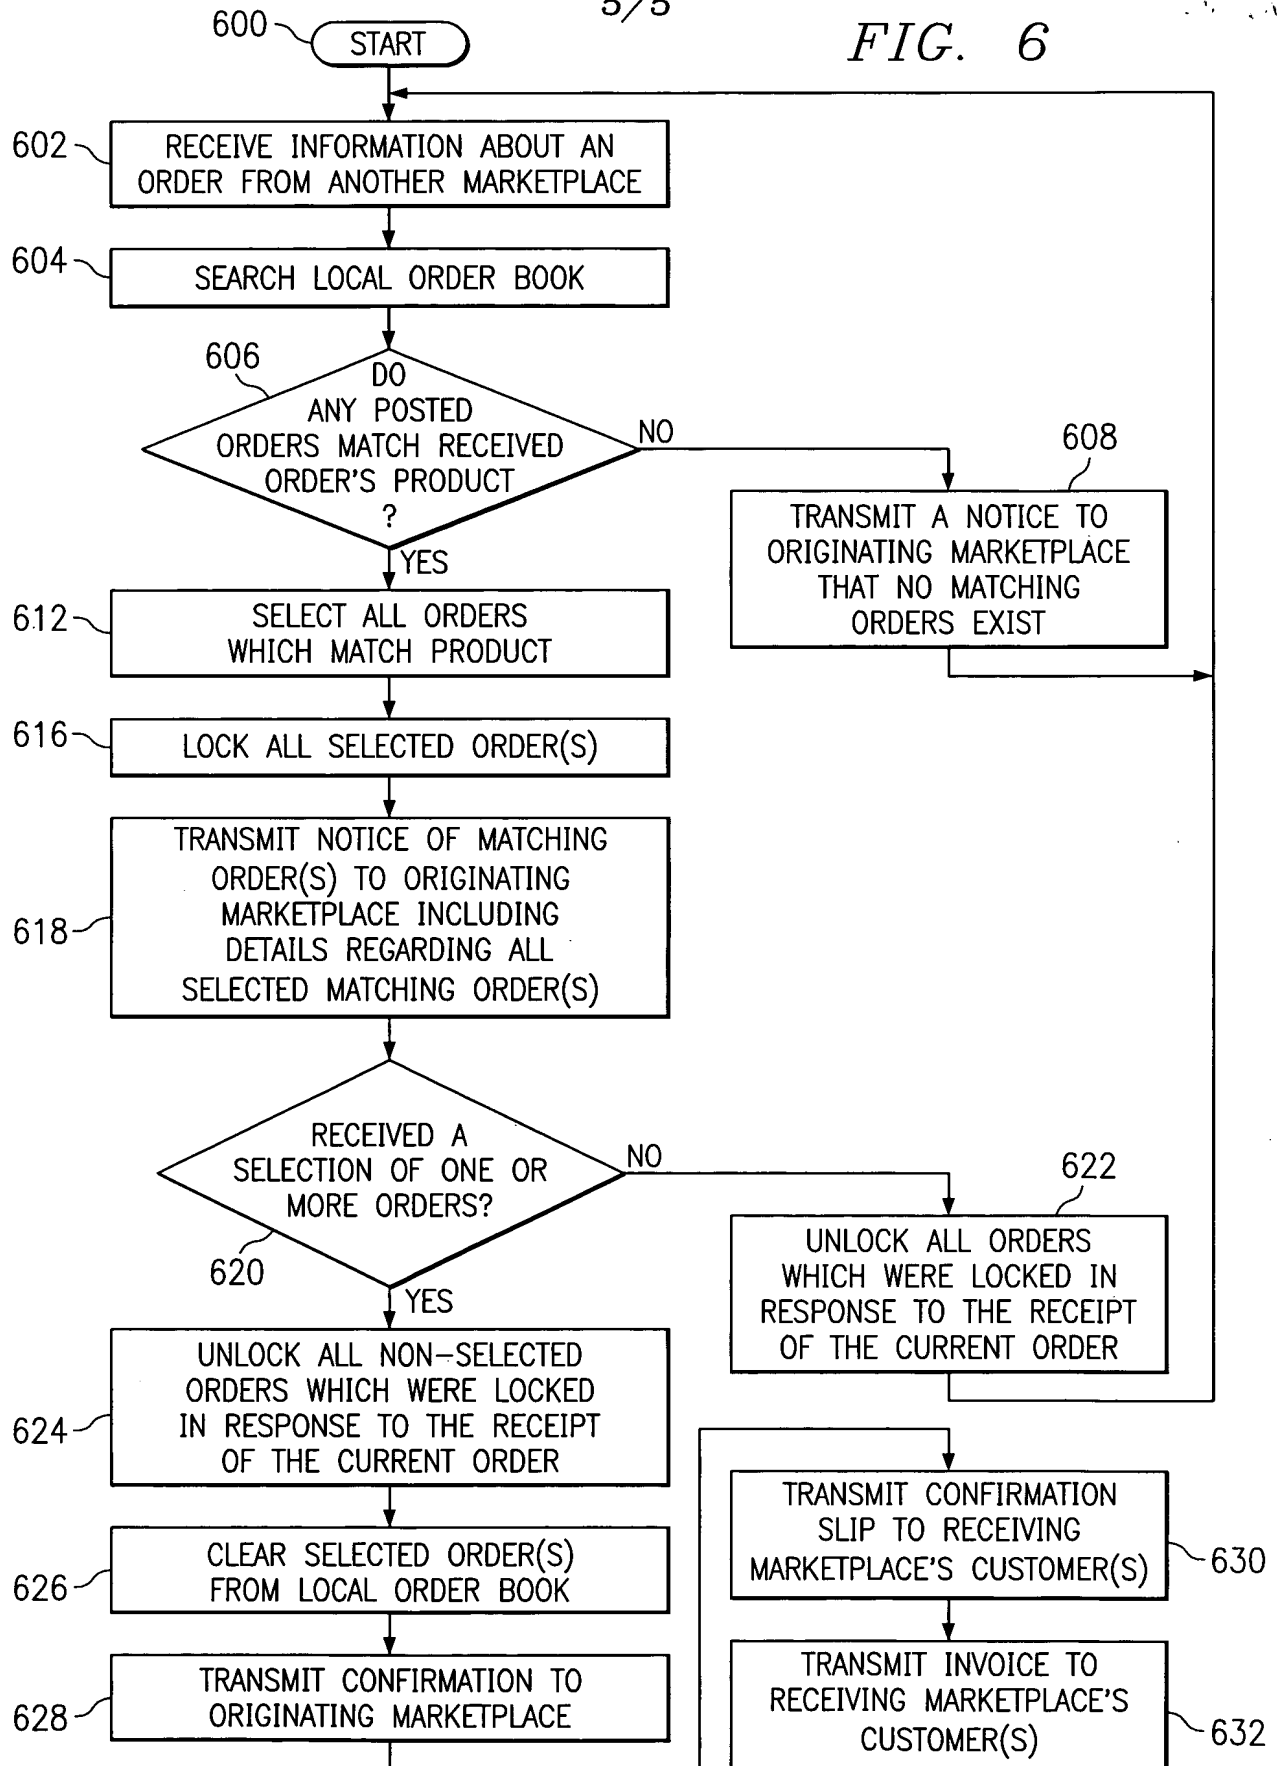 5/5
FIG. 6
600
START
602
RECEIVE INFORMATION ABOUT AN
ORDER FROM ANOTHER MARKETPLACE
604
SEARCH LOCAL ORDER BOOK
606
DO
ANY POSTED
ORDERS MATCH RECEIVED
ORDER'S PRODUCT
?
NO
YES
608
TRANSMIT A NOTICE TO
ORIGINATING MARKETPLACE
THAT NO MATCHING
ORDERS EXIST
612
SELECT ALL ORDERS
WHICH MATCH PRODUCT
616
LOCK ALL SELECTED ORDER(S)
618
TRANSMIT NOTICE OF MATCHING
ORDER(S) TO ORIGINATING
MARKETPLACE INCLUDING
DETAILS REGARDING ALL
SELECTED MATCHING ORDER(S)
RECEIVED A
SELECTION OF ONE OR
MORE ORDERS?
620
NO
YES
622
UNLOCK ALL ORDERS
WHICH WERE LOCKED IN
RESPONSE TO THE RECEIPT
OF THE CURRENT ORDER
624
UNLOCK ALL NON-SELECTED
ORDERS WHICH WERE LOCKED
IN RESPONSE TO THE RECEIPT
OF THE CURRENT ORDER
626
CLEAR SELECTED ORDER(S)
FROM LOCAL ORDER BOOK
628
TRANSMIT CONFIRMATION TO
ORIGINATING MARKETPLACE
TRANSMIT CONFIRMATION
SLIP TO RECEIVING
MARKETPLACE'S CUSTOMER(S)
630
TRANSMIT INVOICE TO
RECEIVING MARKETPLACE'S
CUSTOMER(S)
632